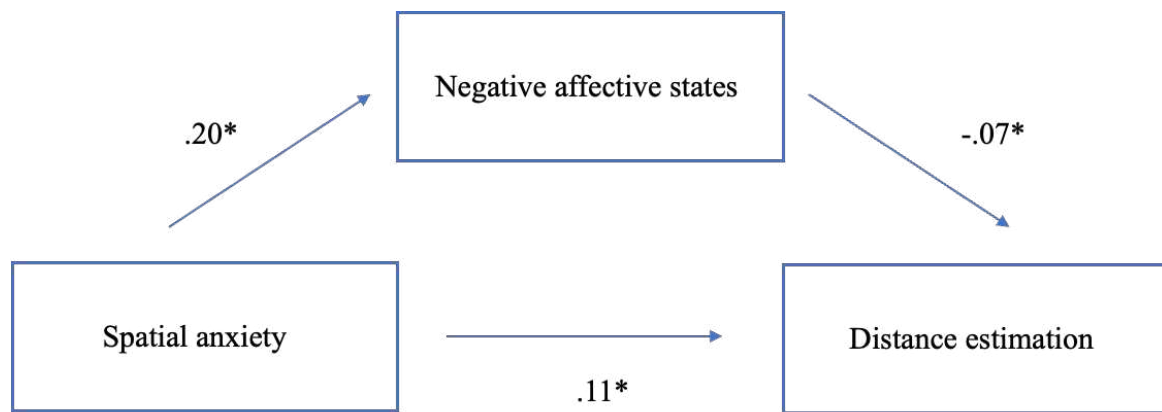 Negative affective states
.20*
-.07*
Spatial anxiety
Distance estimation
.11*